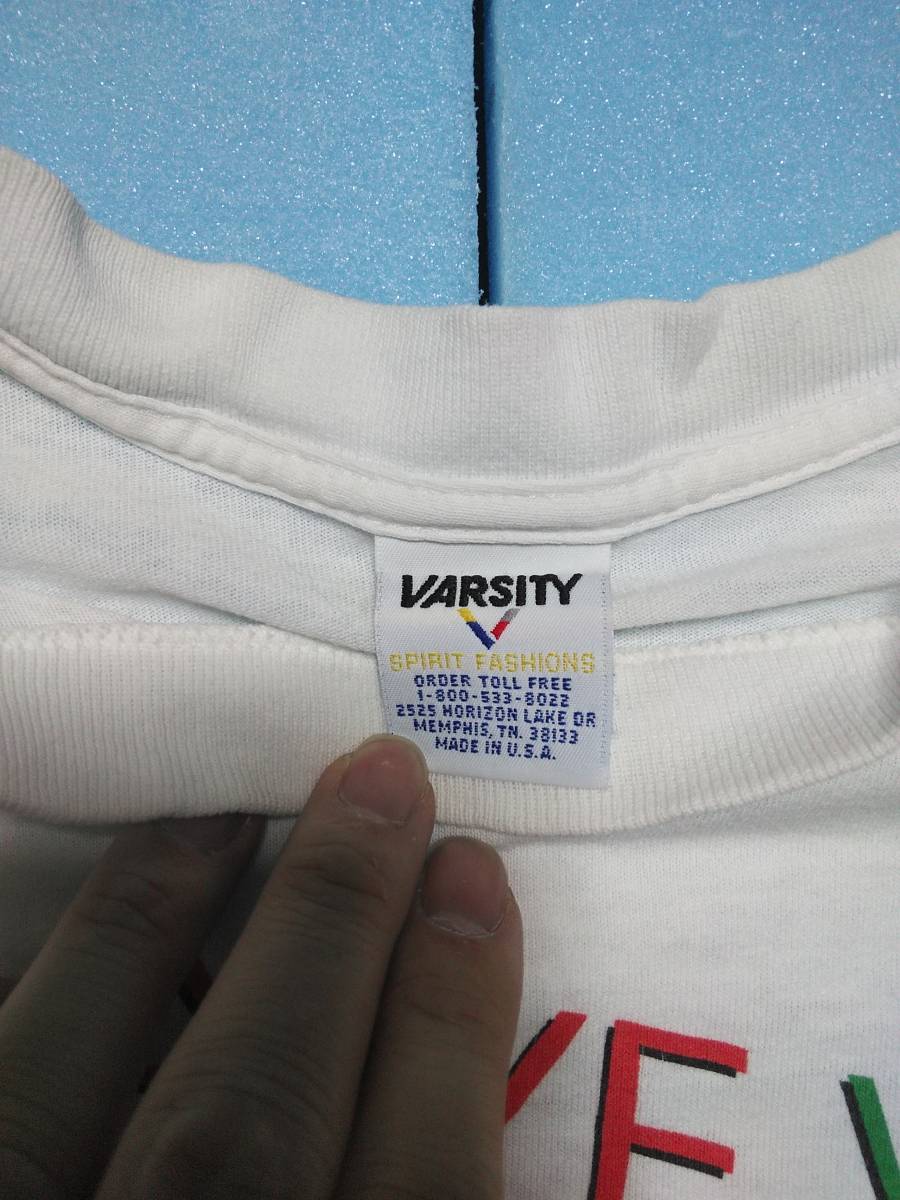 VARSITY
SPIRIT FASHIONS
ORDER TOLL FREE
1-800-533-8022
2525 HORIZON LAKE DR
MEMPHIS, TN. 38133
MADE IN U.S.A.